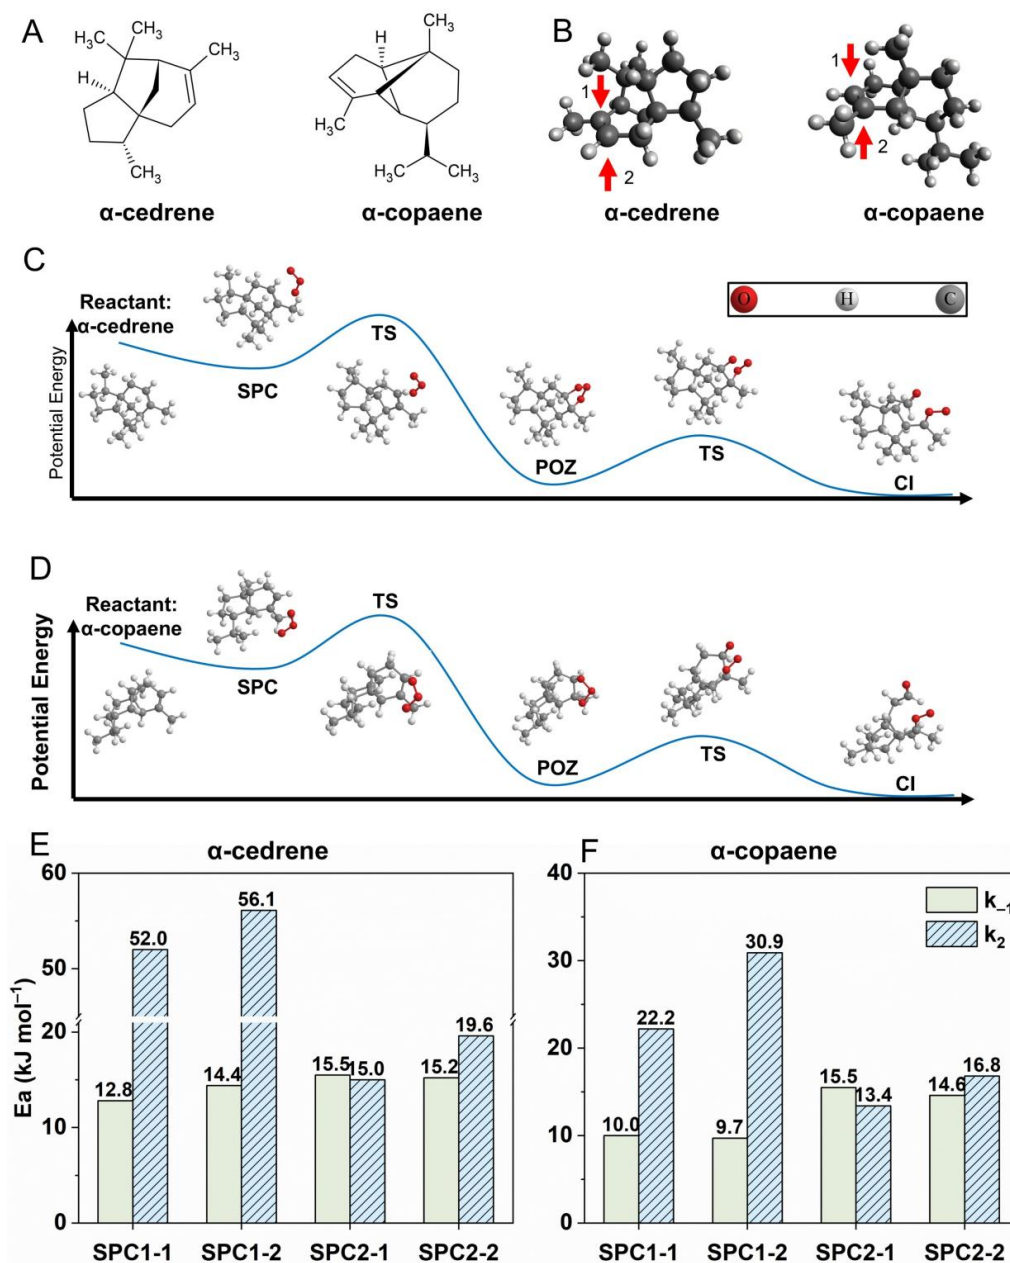 A
H₃C
CH₃
H₃C
CH₃
H
CH₃
α-cedrene
CH₃
H
H₃C
H₃C
CH₃
α-copaene
B
1
2
α-cedrene
1
2
α-copaene
C
Reactant:
α-cedrene
SPC
TS
POZ
TS
CI
O H C
Potential Energy
D
Reactant:
α-copaene
SPC
TS
POZ
TS
CI
Potential Energy
E
α-cedrene
Ea (kJ mol⁻¹)
60
50
20
10
0
12.8
52.0
14.4
56.1
15.5
15.0
15.2
19.6
SPC1-1 SPC1-2 SPC2-1 SPC2-2
F
α-copaene
40
30
20
10
0
k₋₁
k₂
10.0
22.2
9.7
30.9
15.5
13.4
14.6
16.8
SPC1-1 SPC1-2 SPC2-1 SPC2-2